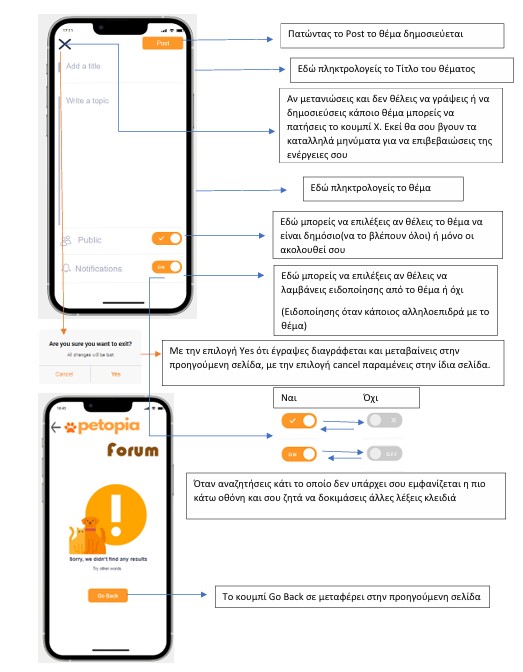 17:11
Post
Πατώντας το Post το θέμα δημοσιεύεται
Add a title
Εδώ πληκτρολογείς το Τίτλο του θέματος
Write a topic
Αν μετανιώσεις και δεν θέλεις να γράψεις ή να
δημοσιεύσεις κάποιο θέμα μπορείς να
πατήσεις το κουμπί Χ. Εκεί θα σου βγουν τα
καταλληλά μηνύματα για να επιβεβαιώσεις της
ενέργειες σου
Εδώ πληκτρολογείς το θέμα
Public
Εδώ μπορείς να επιλέξεις αν θέλεις το θέμα να
είναι δημόσιο(να το βλέπουν όλοι) ή μόνο οι
ακολουθεί σου
Notifications
ON
Εδώ μπορείς να επιλέξεις αν θέλεις να
λαμβάνεις ειδοποίησης από το θέμα ή όχι
(Ειδοποίησης όταν κάποιος αλληλοεπιδρά με το
θέμα)
Are you sure you want to exit?
All changes will be lost
Cancel
Yes
Με την επιλογή Yes ότι έγραψες διαγράφεται και μεταβαίνεις στην
προηγούμενη σελίδα, με την επιλογή cancel παραμένεις στην ίδια σελίδα.
Ναι
Όχι
ON
OFF
petopia
Forum
Όταν αναζητήσεις κάτι το οποίο δεν υπάρχει σου εμφανίζεται η πιο
κάτω οθόνη και σου ζητά να δοκιμάσεις άλλες λέξεις κλειδιά
Sorry, we didn't find any results
Try other words
Go Back
Το κουμπί Go Back σε μεταφέρει στην προηγούμενη σελίδα